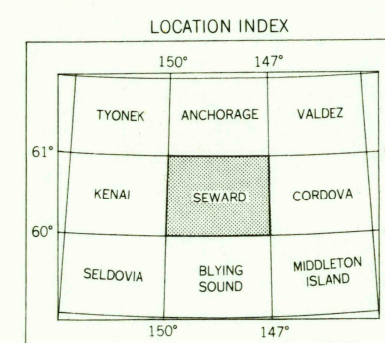 LOCATION INDEX
150° 147°
TYONEK ANCHORAGE VALDEZ
61°
KENAI SEWARD CORDOVA
60°
SELDOVIA BLYING SOUND MIDDLETON ISLAND
150° 147°